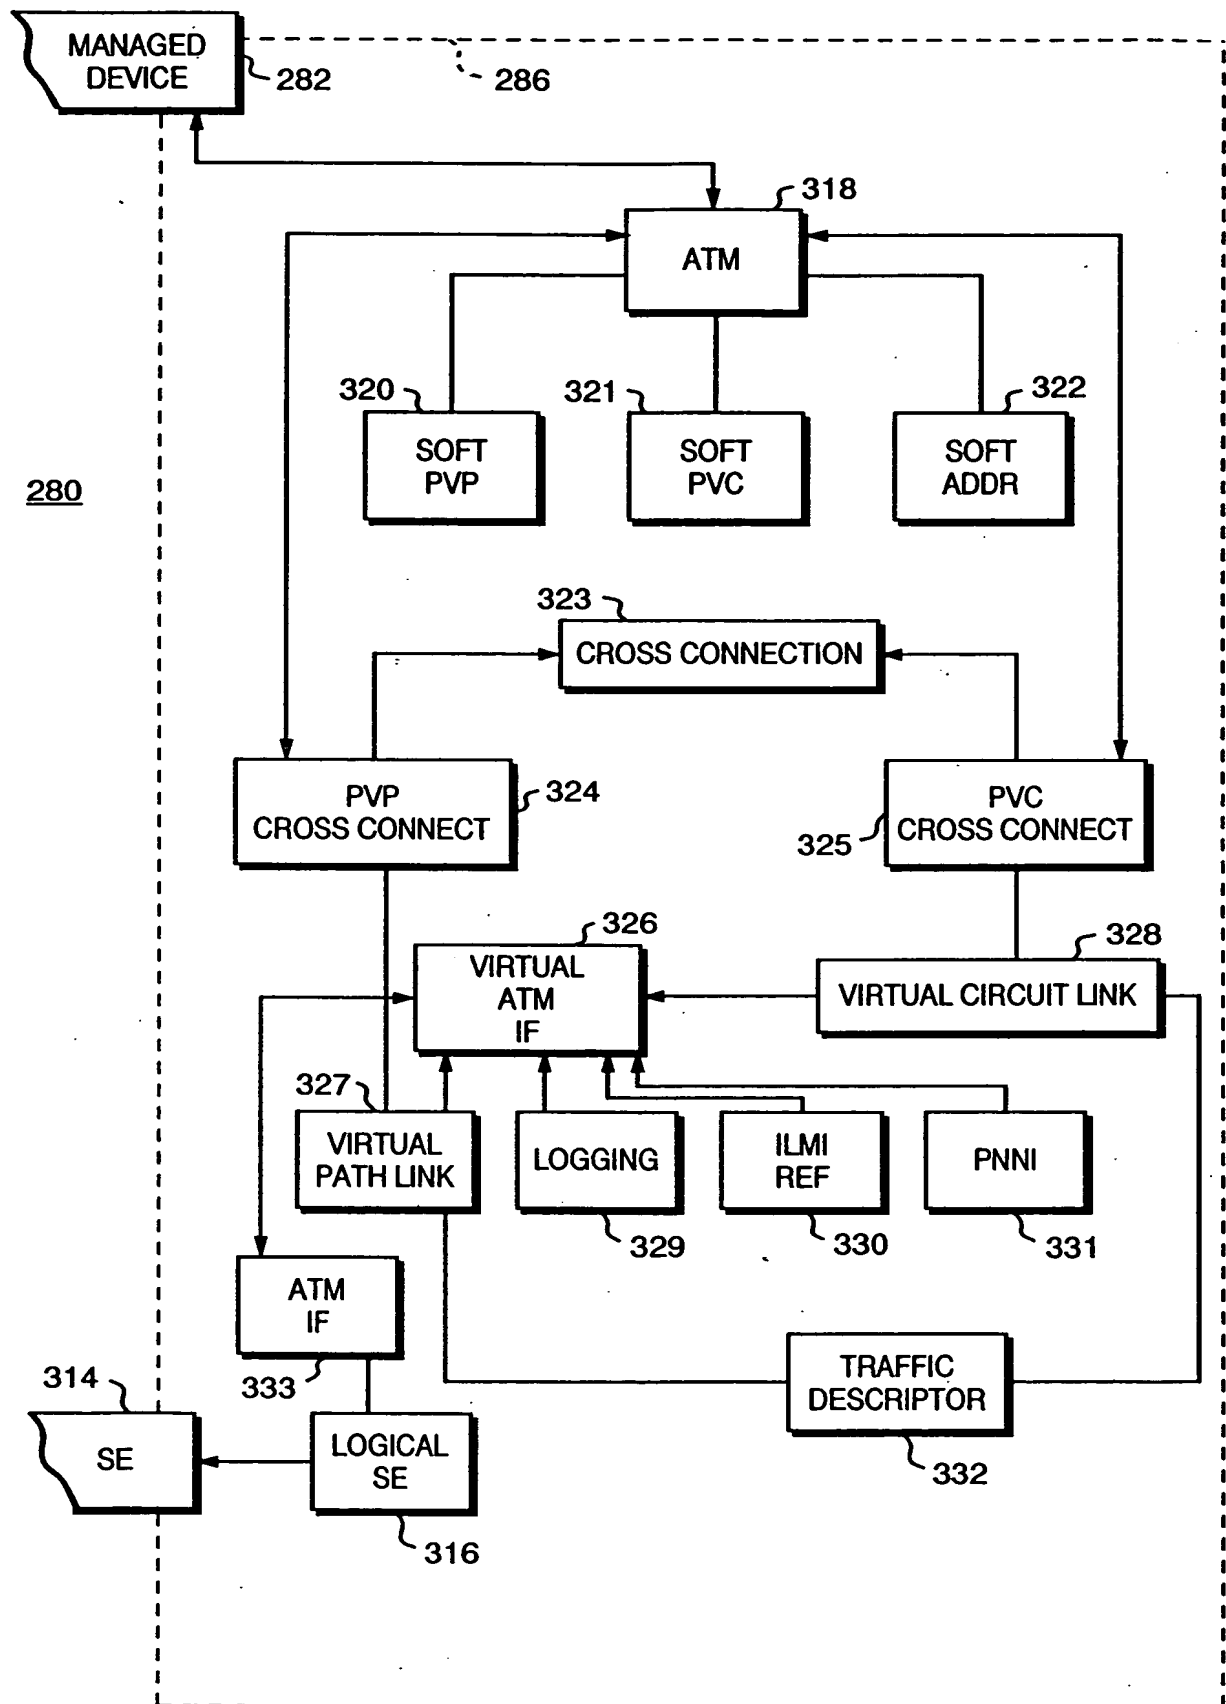 MANAGED
DEVICE
282
286
318
ATM
320
321
322
SOFT
PVP
SOFT
PVC
SOFT
ADDR
280
323
CROSS CONNECTION
PVP
CROSS CONNECT
324
PVC
CROSS CONNECT
325
326
VIRTUAL
ATM
IF
328
VIRTUAL CIRCUIT LINK
327
VIRTUAL
PATH LINK
LOGGING
ILMI
REF
PNNI
329
330
331
ATM
IF
333
314
SE
LOGICAL
SE
316
TRAFFIC
DESCRIPTOR
332